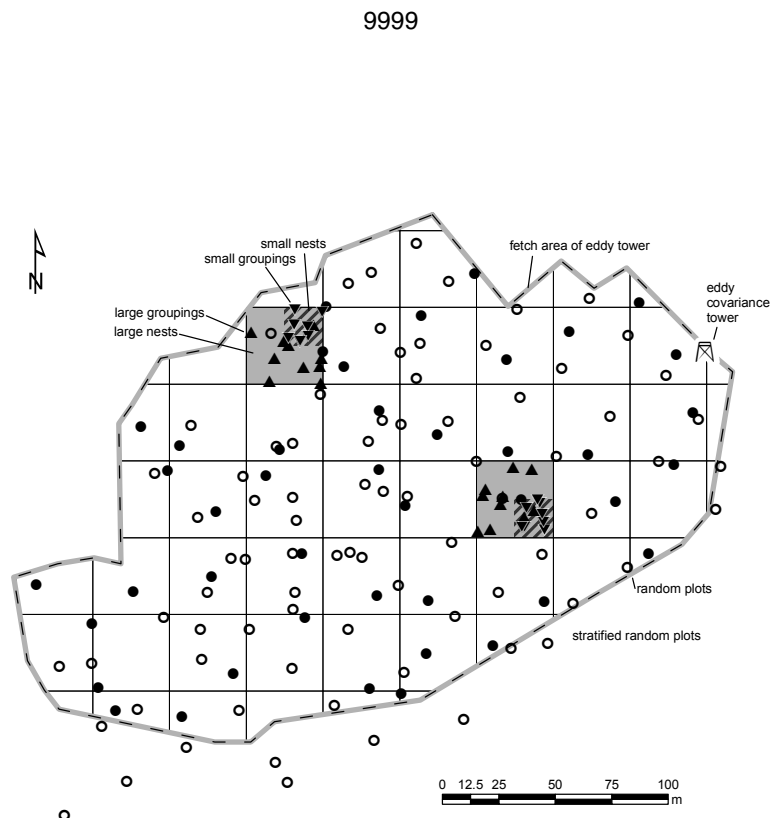 9999
small nests
small groupings
fetch area of eddy tower
eddy
covariance
tower
large groupings
large nests
N
random plots
stratified random plots
0 12.5 25 50 75 100
m